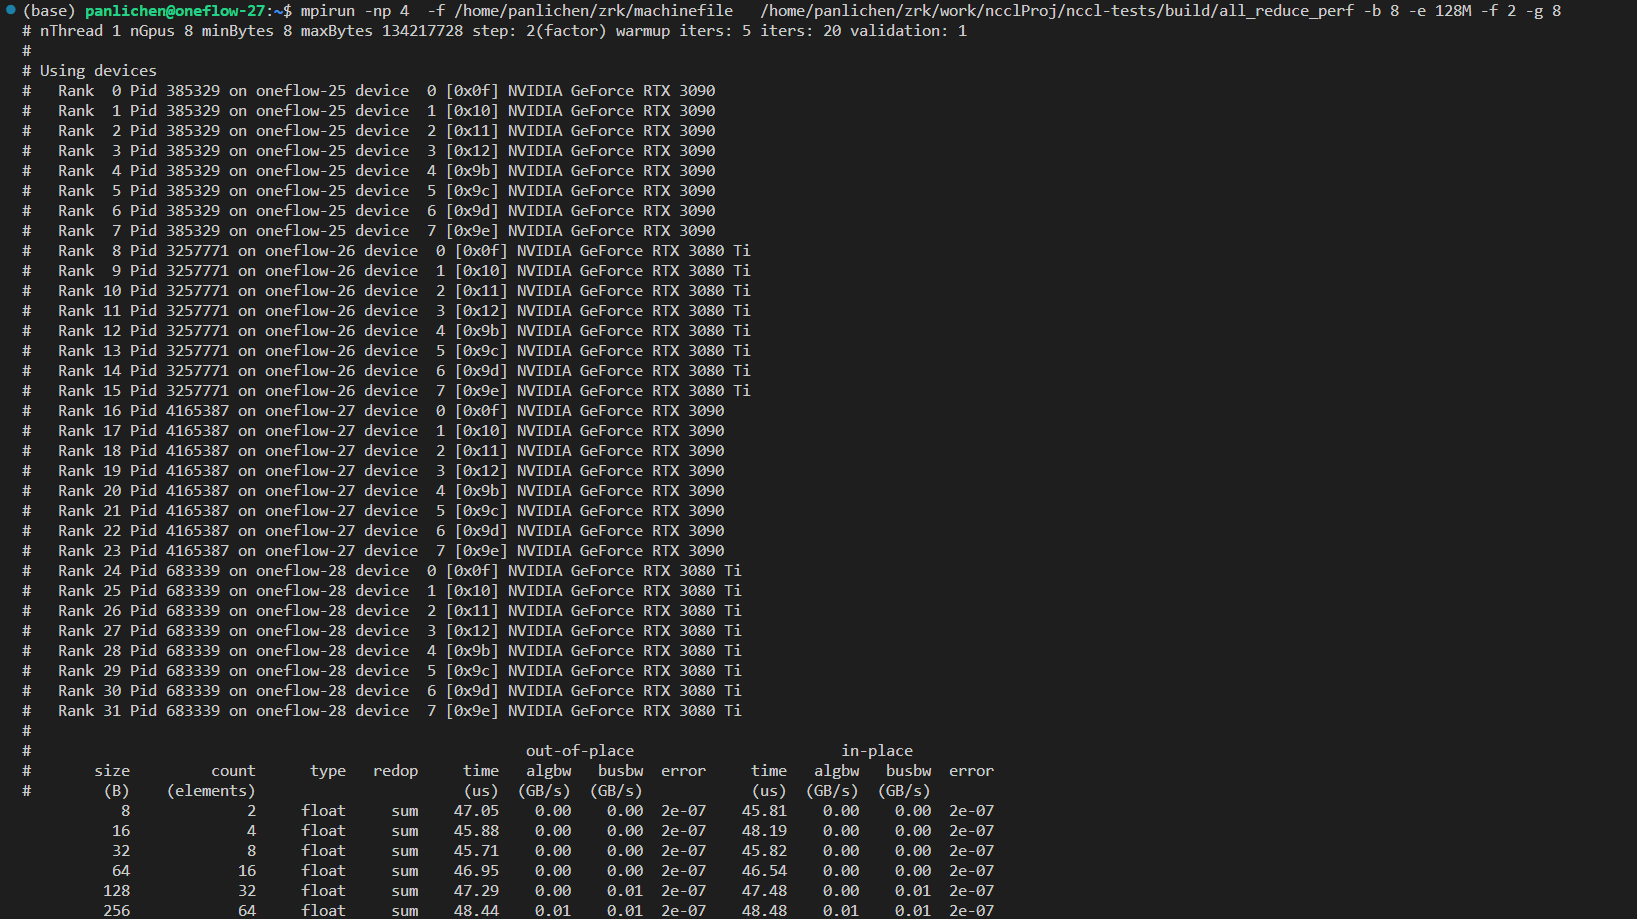 (base) panlichen@oneflow-27:~$ mpirun -np 4  -f /home/panlichen/zrk/machinefile   /home/panlichen/zrk/work/ncclProj/nccl-tests/build/all_reduce_perf -b 8 -e 128M -f 2 -g 8
# nThread 1 nGpus 8 minBytes 8 maxBytes 134217728 step: 2(factor) warmup iters: 5 iters: 20 validation: 1
#
# Using devices
#   Rank  0 Pid 385329 on oneflow-25 device  0 [0x0f] NVIDIA GeForce RTX 3090
#   Rank  1 Pid 385329 on oneflow-25 device  1 [0x10] NVIDIA GeForce RTX 3090
#   Rank  2 Pid 385329 on oneflow-25 device  2 [0x11] NVIDIA GeForce RTX 3090
#   Rank  3 Pid 385329 on oneflow-25 device  3 [0x12] NVIDIA GeForce RTX 3090
#   Rank  4 Pid 385329 on oneflow-25 device  4 [0x9b] NVIDIA GeForce RTX 3090
#   Rank  5 Pid 385329 on oneflow-25 device  5 [0x9c] NVIDIA GeForce RTX 3090
#   Rank  6 Pid 385329 on oneflow-25 device  6 [0x9d] NVIDIA GeForce RTX 3090
#   Rank  7 Pid 385329 on oneflow-25 device  7 [0x9e] NVIDIA GeForce RTX 3090
#   Rank  8 Pid 3257771 on oneflow-26 device  0 [0x0f] NVIDIA GeForce RTX 3080 Ti
#   Rank  9 Pid 3257771 on oneflow-26 device  1 [0x10] NVIDIA GeForce RTX 3080 Ti
#   Rank 10 Pid 3257771 on oneflow-26 device  2 [0x11] NVIDIA GeForce RTX 3080 Ti
#   Rank 11 Pid 3257771 on oneflow-26 device  3 [0x12] NVIDIA GeForce RTX 3080 Ti
#   Rank 12 Pid 3257771 on oneflow-26 device  4 [0x9b] NVIDIA GeForce RTX 3080 Ti
#   Rank 13 Pid 3257771 on oneflow-26 device  5 [0x9c] NVIDIA GeForce RTX 3080 Ti
#   Rank 14 Pid 3257771 on oneflow-26 device  6 [0x9d] NVIDIA GeForce RTX 3080 Ti
#   Rank 15 Pid 3257771 on oneflow-26 device  7 [0x9e] NVIDIA GeForce RTX 3080 Ti
#   Rank 16 Pid 4165387 on oneflow-27 device  0 [0x0f] NVIDIA GeForce RTX 3090
#   Rank 17 Pid 4165387 on oneflow-27 device  1 [0x10] NVIDIA GeForce RTX 3090
#   Rank 18 Pid 4165387 on oneflow-27 device  2 [0x11] NVIDIA GeForce RTX 3090
#   Rank 19 Pid 4165387 on oneflow-27 device  3 [0x12] NVIDIA GeForce RTX 3090
#   Rank 20 Pid 4165387 on oneflow-27 device  4 [0x9b] NVIDIA GeForce RTX 3090
#   Rank 21 Pid 4165387 on oneflow-27 device  5 [0x9c] NVIDIA GeForce RTX 3090
#   Rank 22 Pid 4165387 on oneflow-27 device  6 [0x9d] NVIDIA GeForce RTX 3090
#   Rank 23 Pid 4165387 on oneflow-27 device  7 [0x9e] NVIDIA GeForce RTX 3090
#   Rank 24 Pid 683339 on oneflow-28 device  0 [0x0f] NVIDIA GeForce RTX 3080 Ti
#   Rank 25 Pid 683339 on oneflow-28 device  1 [0x10] NVIDIA GeForce RTX 3080 Ti
#   Rank 26 Pid 683339 on oneflow-28 device  2 [0x11] NVIDIA GeForce RTX 3080 Ti
#   Rank 27 Pid 683339 on oneflow-28 device  3 [0x12] NVIDIA GeForce RTX 3080 Ti
#   Rank 28 Pid 683339 on oneflow-28 device  4 [0x9b] NVIDIA GeForce RTX 3080 Ti
#   Rank 29 Pid 683339 on oneflow-28 device  5 [0x9c] NVIDIA GeForce RTX 3080 Ti
#   Rank 30 Pid 683339 on oneflow-28 device  6 [0x9d] NVIDIA GeForce RTX 3080 Ti
#   Rank 31 Pid 683339 on oneflow-28 device  7 [0x9e] NVIDIA GeForce RTX 3080 Ti
#
#                                                       out-of-place                       in-place
#       size         count      type   redop     time   algbw   busbw  error     time   algbw   busbw  error
#        (B)    (elements)                       (us)  (GB/s)  (GB/s)            (us)  (GB/s)  (GB/s)
           8             2     float     sum    47.05    0.00    0.00  2e-07    45.81    0.00    0.00  2e-07
          16             4     float     sum    45.88    0.00    0.00  2e-07    48.19    0.00    0.00  2e-07
          32             8     float     sum    45.71    0.00    0.00  2e-07    45.82    0.00    0.00  2e-07
          64            16     float     sum    46.95    0.00    0.00  2e-07    46.54    0.00    0.00  2e-07
         128            32     float     sum    47.29    0.00    0.01  2e-07    47.48    0.00    0.01  2e-07
         256            64     float     sum    48.44    0.01    0.01  2e-07    48.48    0.01    0.01  2e-07